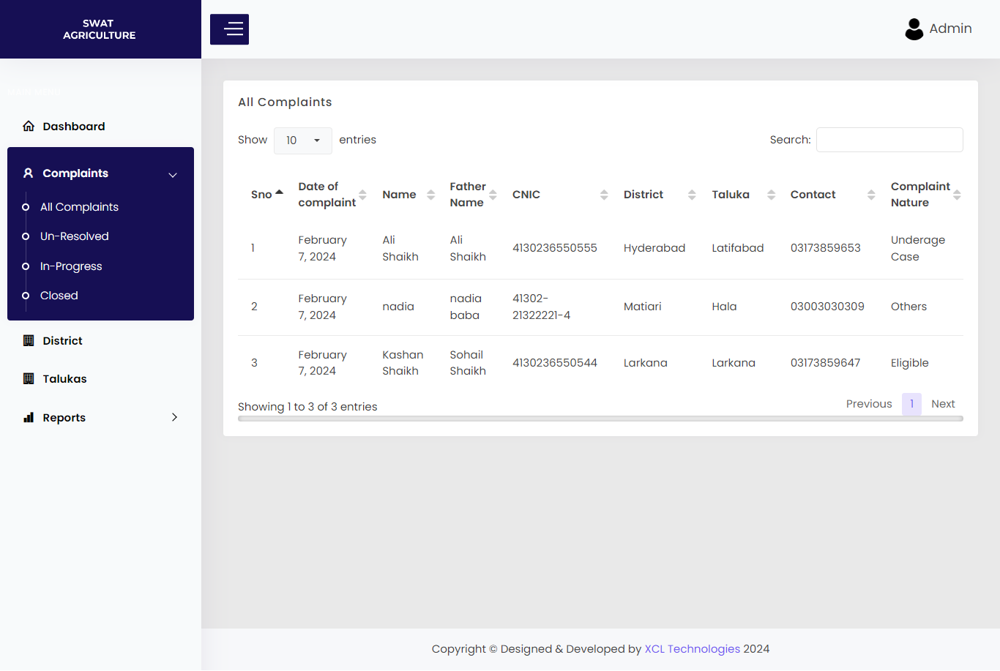 SWAT
AGRICULTURE
Admin
Dashboard
Complaints
All Complaints
Un-Resolved
In-Progress
Closed
District
Talukas
Reports
All Complaints
Show 10 entries
Search:
Sno Date of complaint Name Father Name CNIC District Taluka Contact Complaint Nature
1 February 7, 2024 Ali Shaikh Ali Shaikh 4130236550555 Hyderabad Latifabad 03173859653 Underage Case
2 February 7, 2024 nadia nadia baba 41302-21322221-4 Matiari Hala 03003030309 Others
3 February 7, 2024 Kashan Shaikh Sohail Shaikh 4130236550544 Larkana Larkana 03173859647 Eligible
Showing 1 to 3 of 3 entries
Previous 1 Next
Copyright © Designed & Developed by XCL Technologies 2024